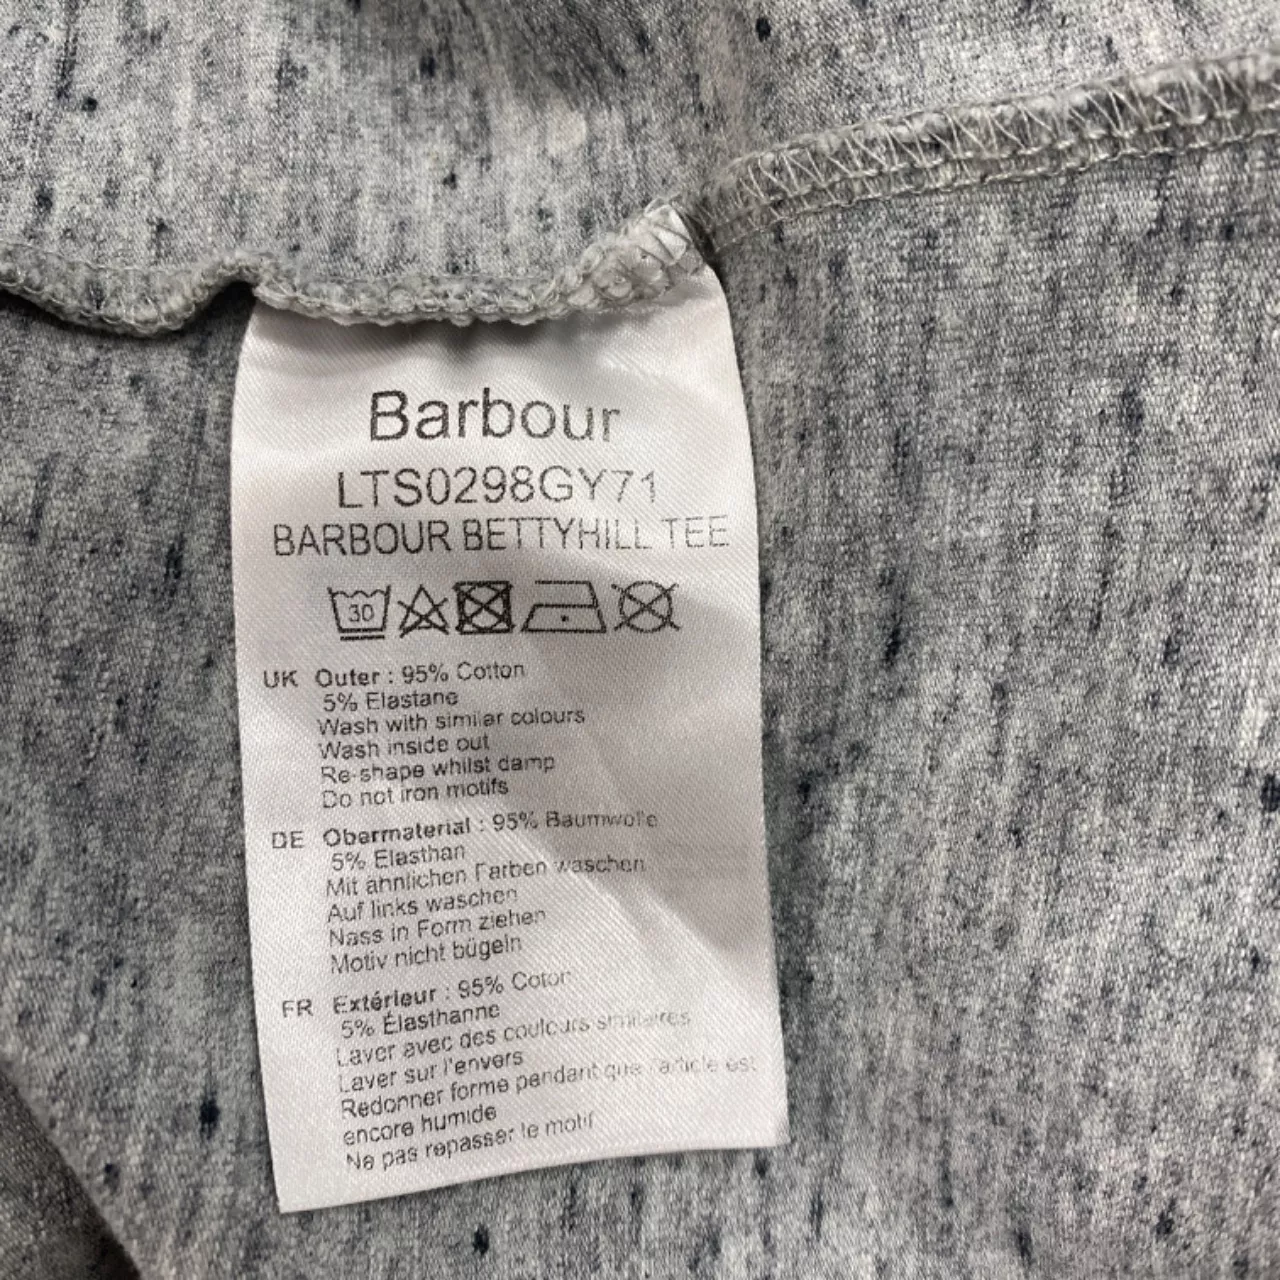 Barbour
LTS0298GY71
BARBOUR BETTYHILL TEE
30
UK Outer : 95% Cotton
5% Elastane
Wash with similar colours
Wash inside out
Re-shape whilst damp
Do not iron motifs
DE Obermaterial : 95% Baumwolle
5% Elasthan
Mit ähnlichen Farben waschen
Auf links waschen
Nass in Form ziehen
Motiv nicht bügeln
FR Extérieur : 95% Coton
5% Élasthanne
Laver avec des couleurs similaires
Laver sur l'envers
Redonner forme pendant que l'article est
encore humide
Ne pas repasser le motif